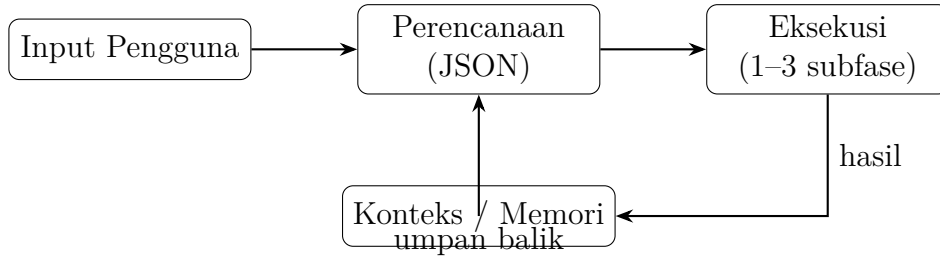 Input Pengguna
Perencanaan
(JSON)
Eksekusi
(1–3 subfase)
hasil
Konteks / Memori
umpan balik